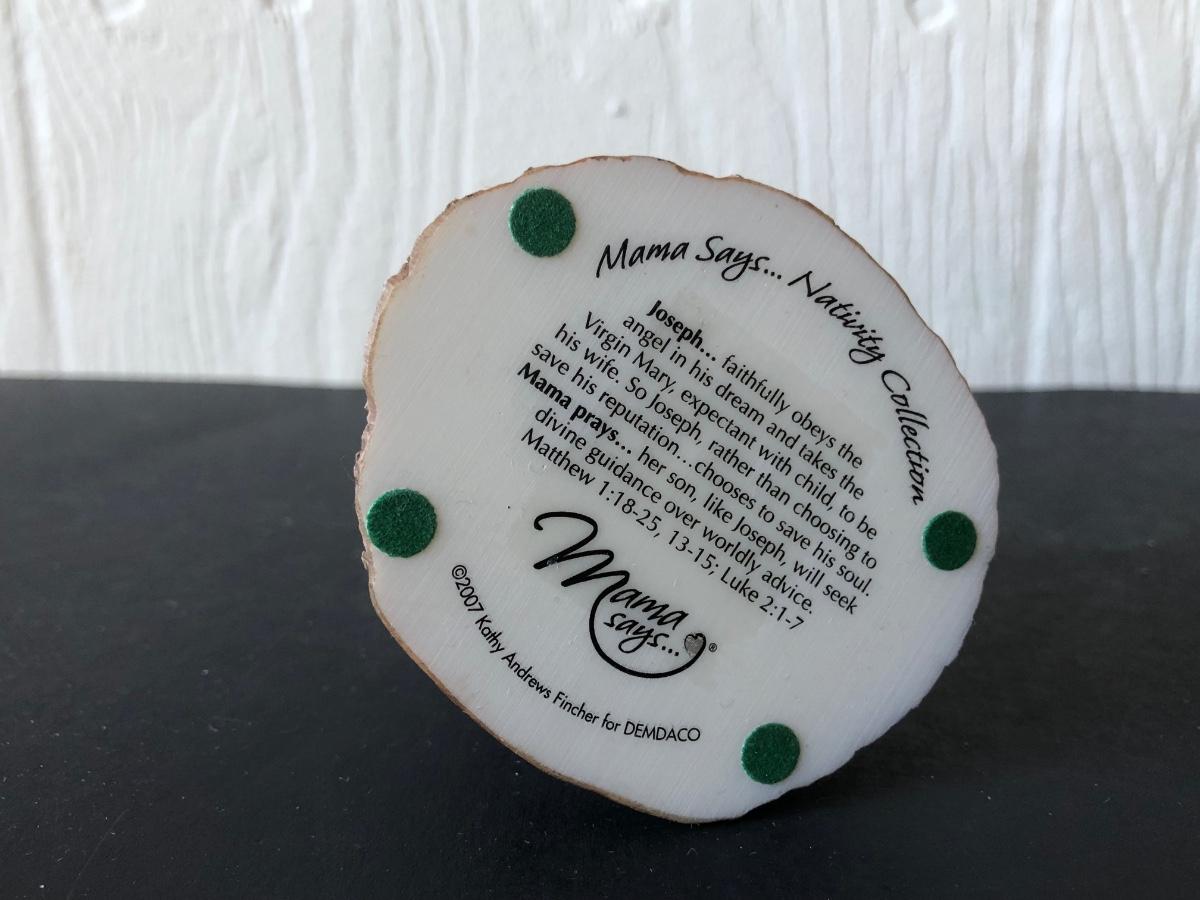 Mama Says... Nativity Collection
Joseph... faithfully obeys the
angel in his dream and takes the
Virgin Mary, expectant with child, to be
his wife. So Joseph, rather than choosing to
save his reputation...chooses to save his soul.
Mama prays... her son, like Joseph, will seek
divine guidance over worldly advice.
Matthew 1:18-25, 13-15; Luke 2:1-7
Mama
says...®
©2007 Kathy Andrews Fincher for DEMDACO